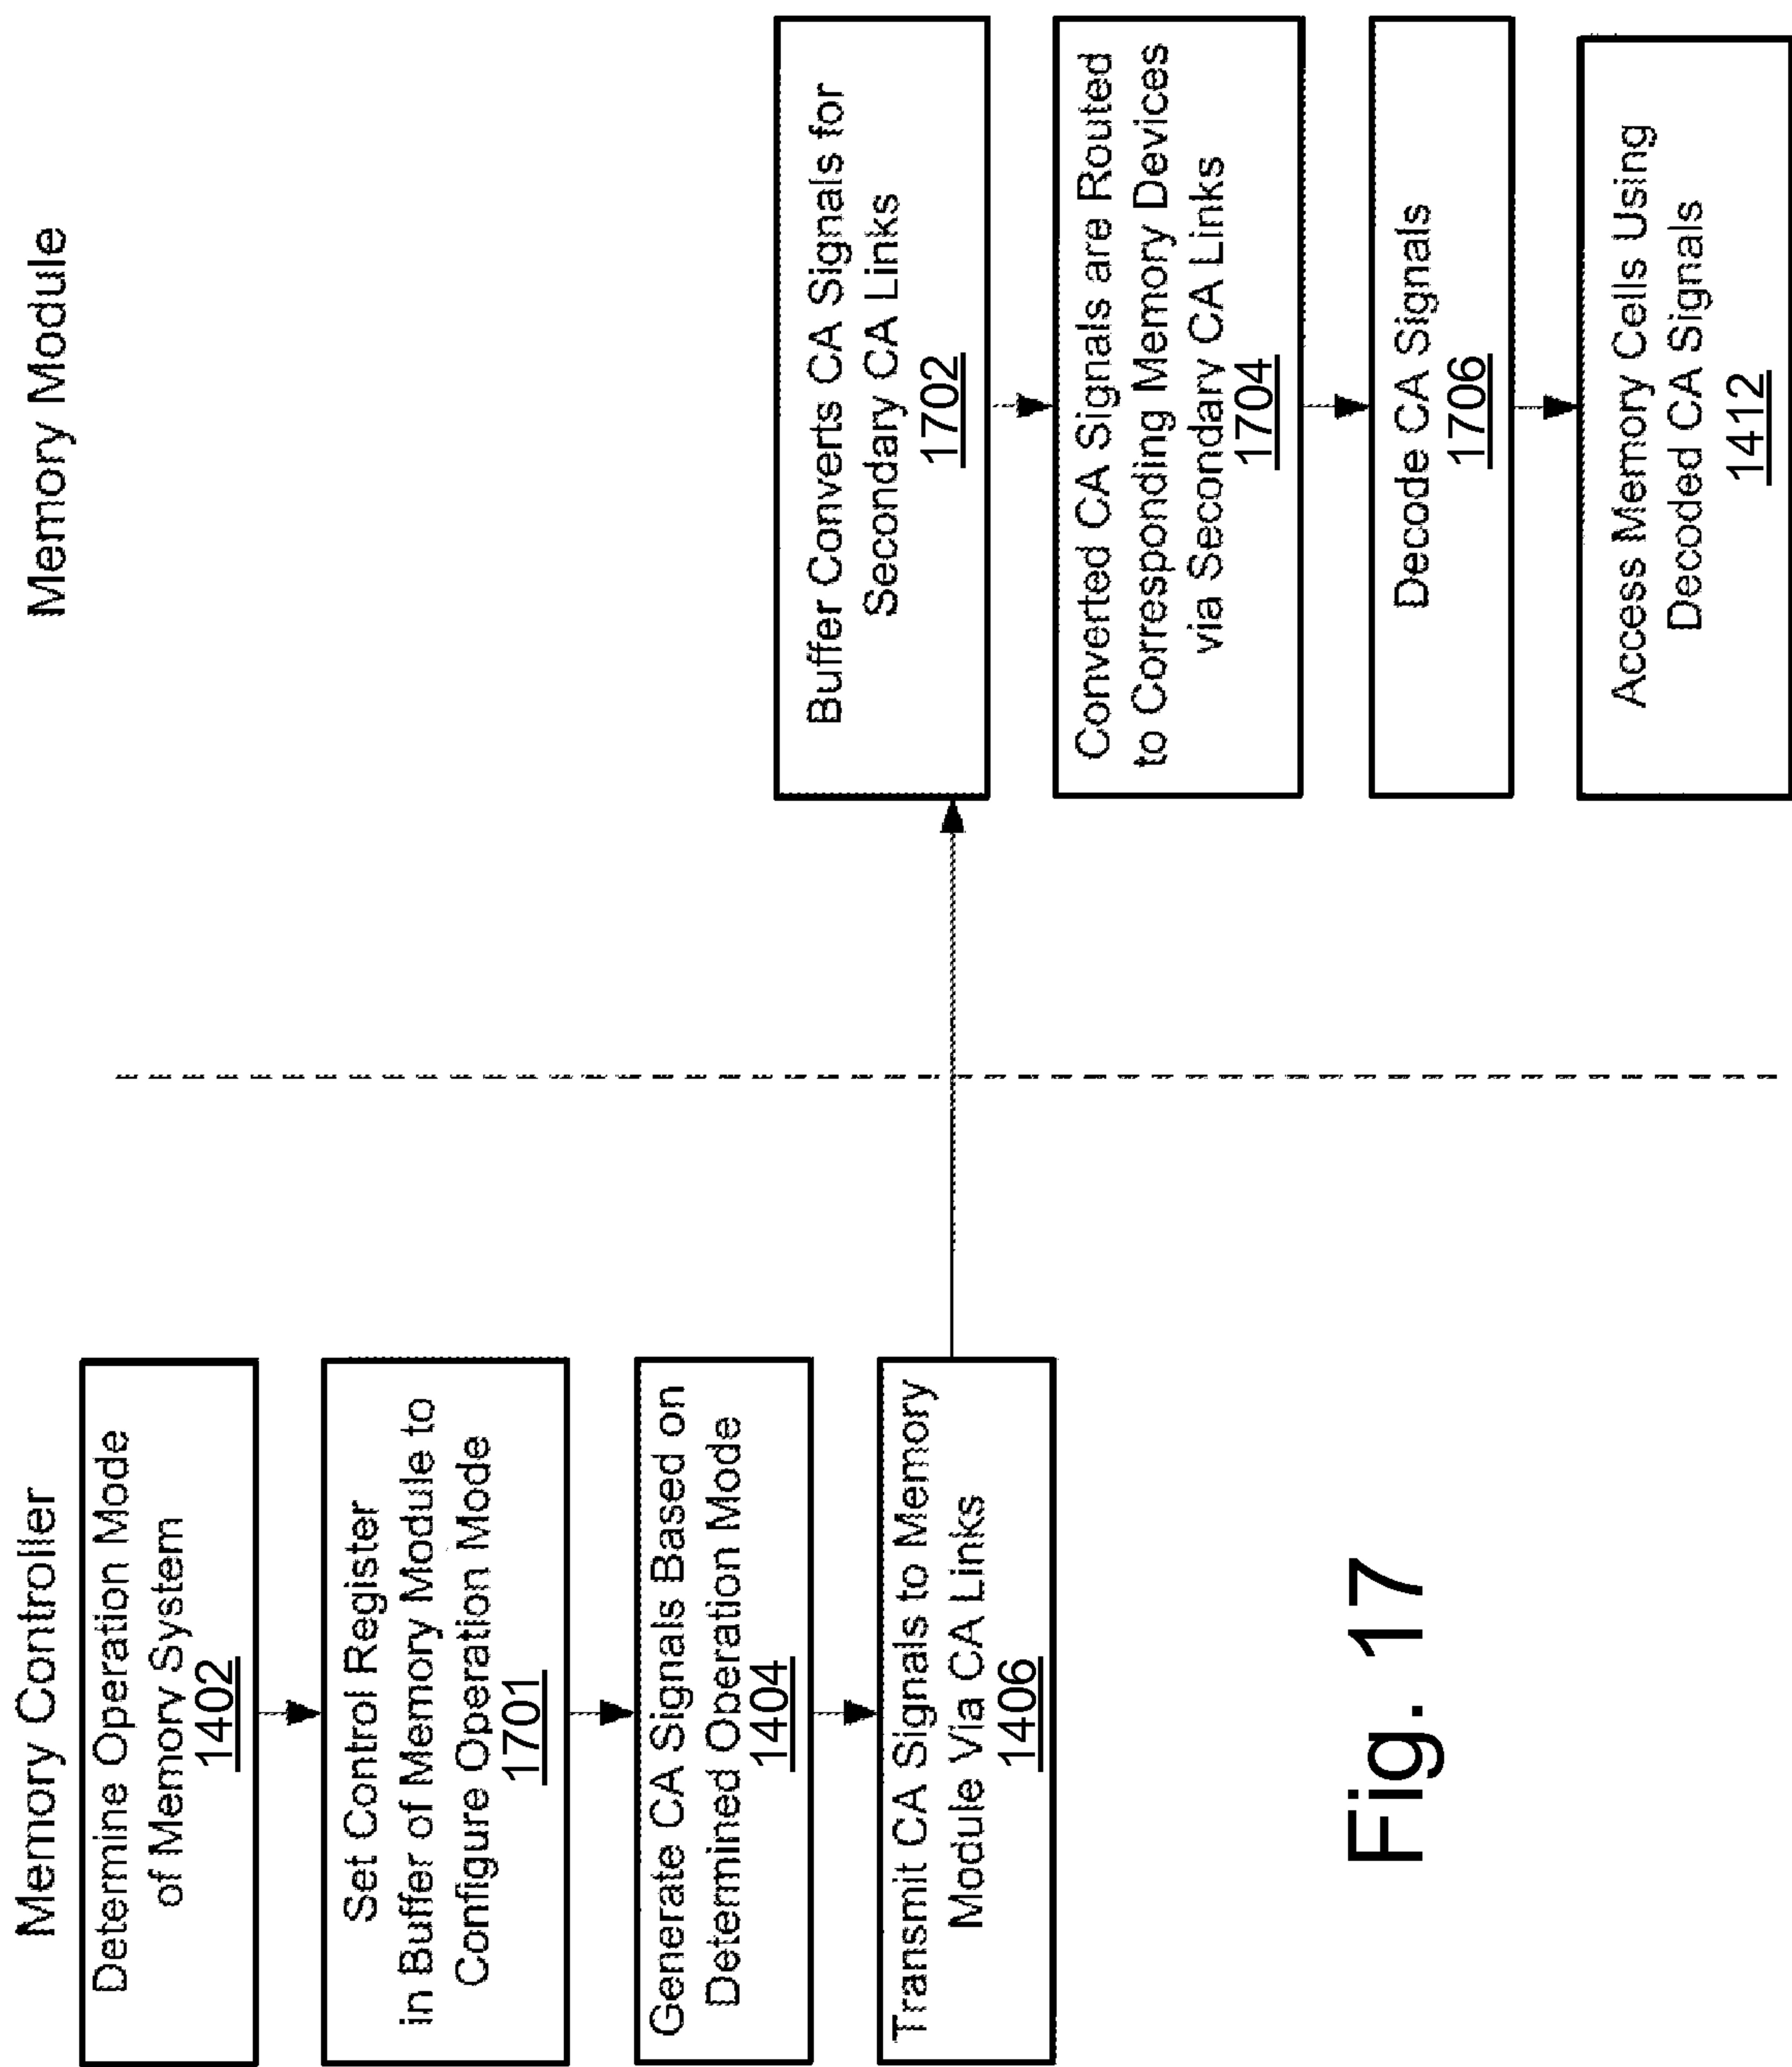 Memory Controller
Determine Operation Mode
of Memory System
1402
Set Control Register
in Buffer of Memory Module to
Configure Operation Mode
1701
Generate CA Signals Based on
Determined Operation Mode
1404
Transmit CA Signals to Memory
Module Via CA Links
1406
Memory Module
Buffer Converts CA Signals for
Secondary CA Links
1702
Converted CA Signals are Routed
to Corresponding Memory Devices
via Secondary CA Links
1704
Decode CA Signals
1706
Access Memory Cells Using
Decoded CA Signals
1412
Fig. 17